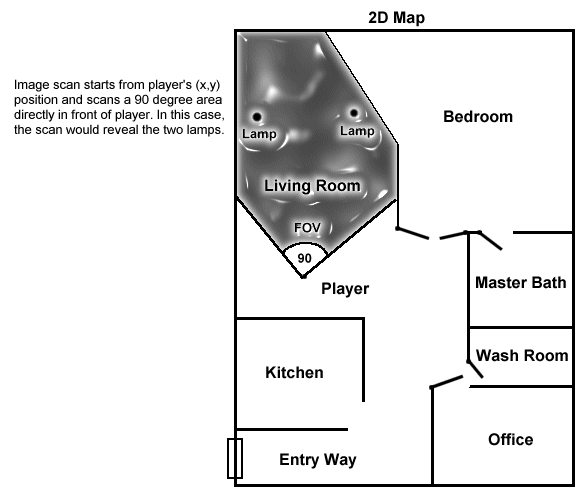 2D Map
Image scan starts from player's (x,y)
position and scans a 90 degree area
directly in front of player. In this case,
the scan would reveal the two lamps.
Bedroom
Lamp
Lamp
Living Room
FOV
90
Player
Master Bath
Wash Room
Kitchen
Office
Entry Way